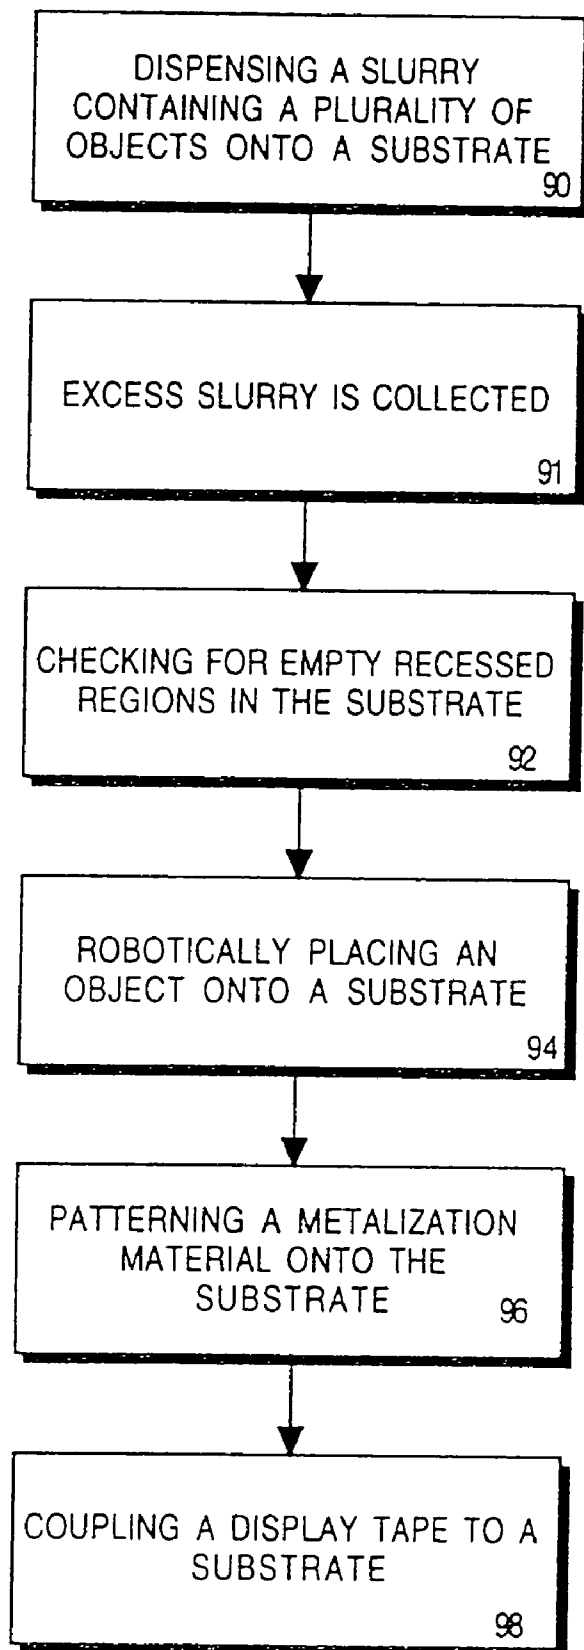 DISPENSING A SLURRY
CONTAINING A PLURALITY OF
OBJECTS ONTO A SUBSTRATE
90
EXCESS SLURRY IS COLLECTED
91
CHECKING FOR EMPTY RECESSED
REGIONS IN THE SUBSTRATE
92
ROBOTICALLY PLACING AN
OBJECT ONTO A SUBSTRATE
94
PATTERNING A METALIZATION
MATERIAL ONTO THE
SUBSTRATE
96
COUPLING A DISPLAY TAPE TO A
SUBSTRATE
98